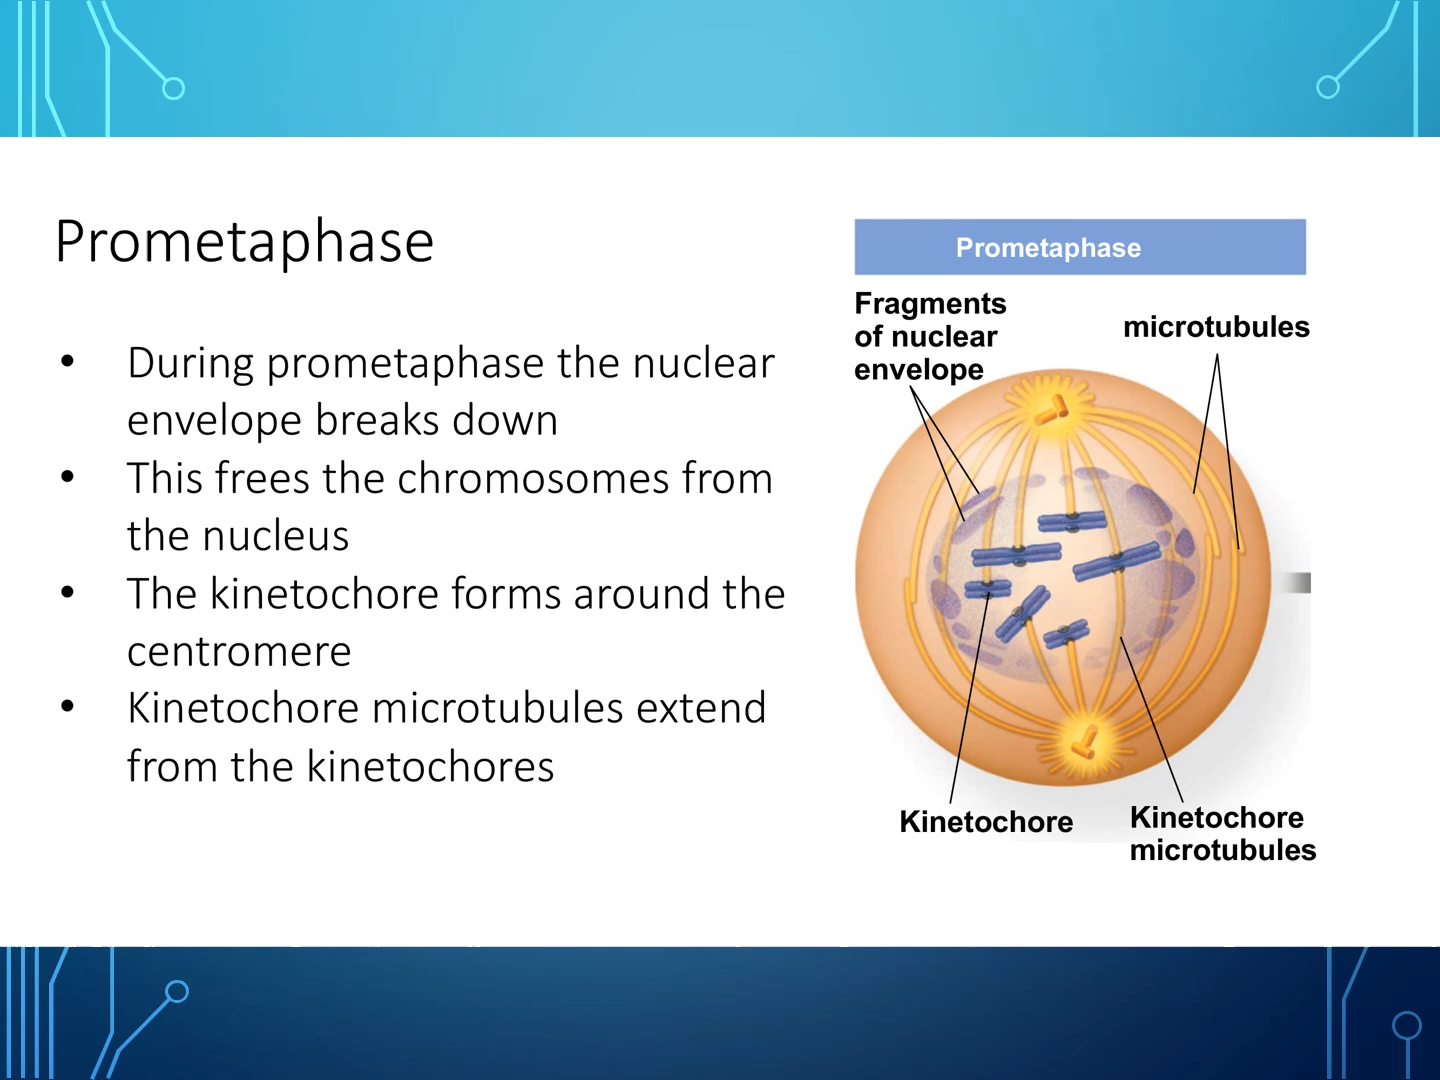 Prometaphase
• During prometaphase the nuclear
envelope breaks down
• This frees the chromosomes from
the nucleus
• The kinetochore forms around the
centromere
• Kinetochore microtubules extend
from the kinetochores
Prometaphase
Fragments
of nuclear
envelope
microtubules
Kinetochore
Kinetochore
microtubules